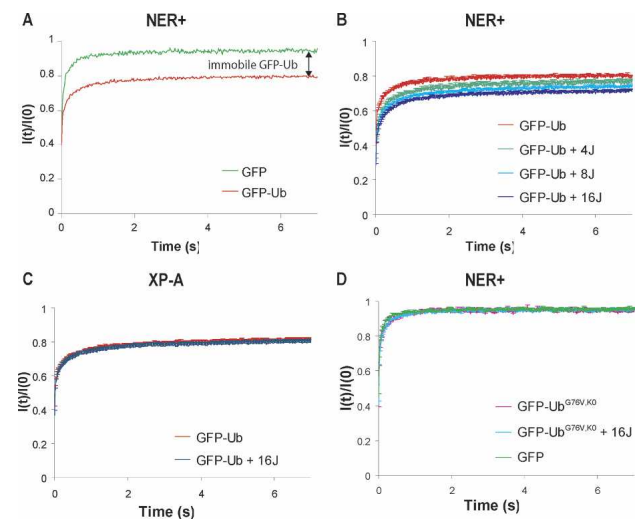 A NER+
I(t)/I(0)
1
0.8
0.6
0.4
0.2
0
immobile GFP-Ub
GFP
GFP-Ub
0 2 4 6
Time (s)
B NER+
I(t)/I(0)
1
0.8
0.6
0.4
0.2
0
GFP-Ub
GFP-Ub + 4J
GFP-Ub + 8J
GFP-Ub + 16J
0 2 4 6
Time (s)
C XP-A
I(t)/I(0)
1
0.8
0.6
0.4
0.2
0
GFP-Ub
GFP-Ub + 16J
0 2 4 6
Time (s)
D NER+
I(t)/I(0)
1
0.8
0.6
0.4
0.2
0
GFP-Ub^G76V,K0
GFP-Ub^G76V,K0 + 16J
GFP
0 2 4 6
Time (s)